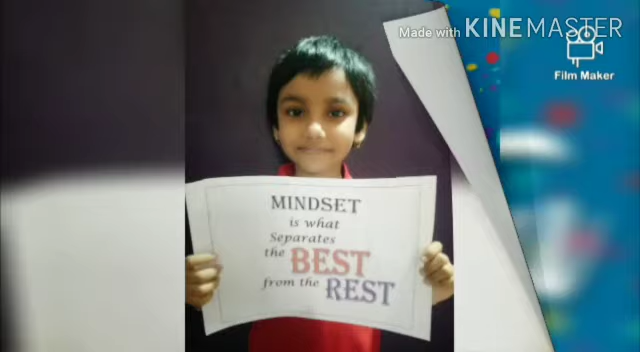 Made with KINEMASTER
Film Maker
MINDSET
is what
Separates
the BEST
from the REST